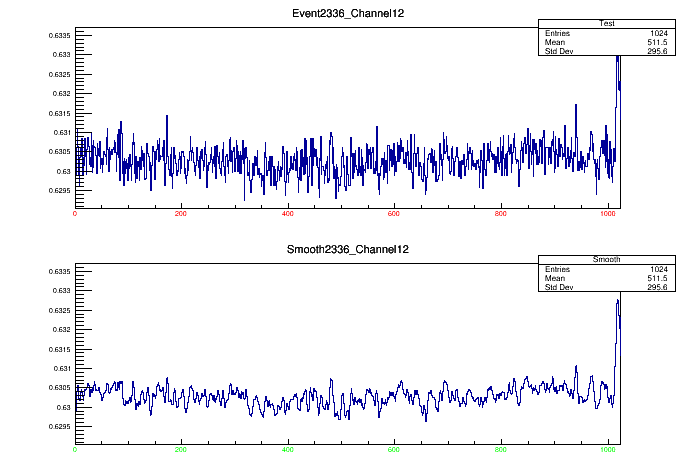 Event2336_Channel12
Test
Entries 1024
Mean 511.5
Std Dev 295.6
0.6335
0.633
0.6325
0.632
0.6315
0.631
0.6305
0.63
0.6295
0 200 400 600 800 1000
Smooth2336_Channel12
Smooth
Entries 1024
Mean 511.5
Std Dev 295.6
0.6335
0.633
0.6325
0.632
0.6315
0.631
0.6305
0.63
0.6295
0 200 400 600 800 1000